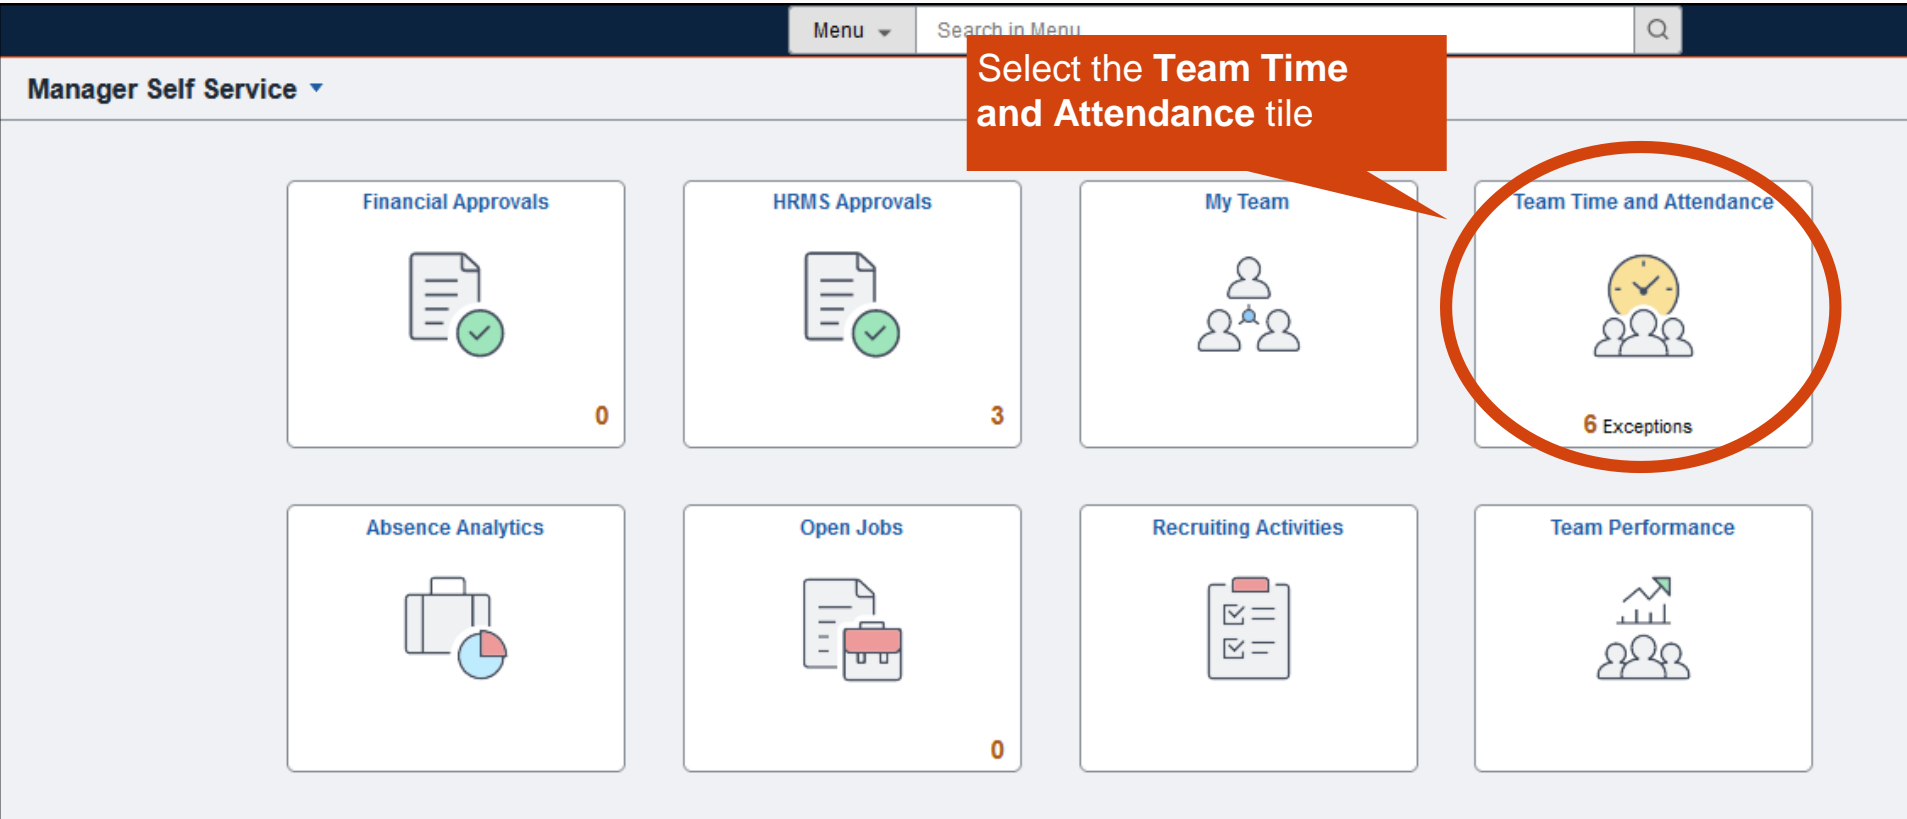 Menu
Search in Menu
Select the Team Time
and Attendance tile
Manager Self Service
Financial Approvals
HRMS Approvals
My Team
Team Time and Attendance
0
3
6 Exceptions
Absence Analytics
Open Jobs
Recruiting Activities
Team Performance
0